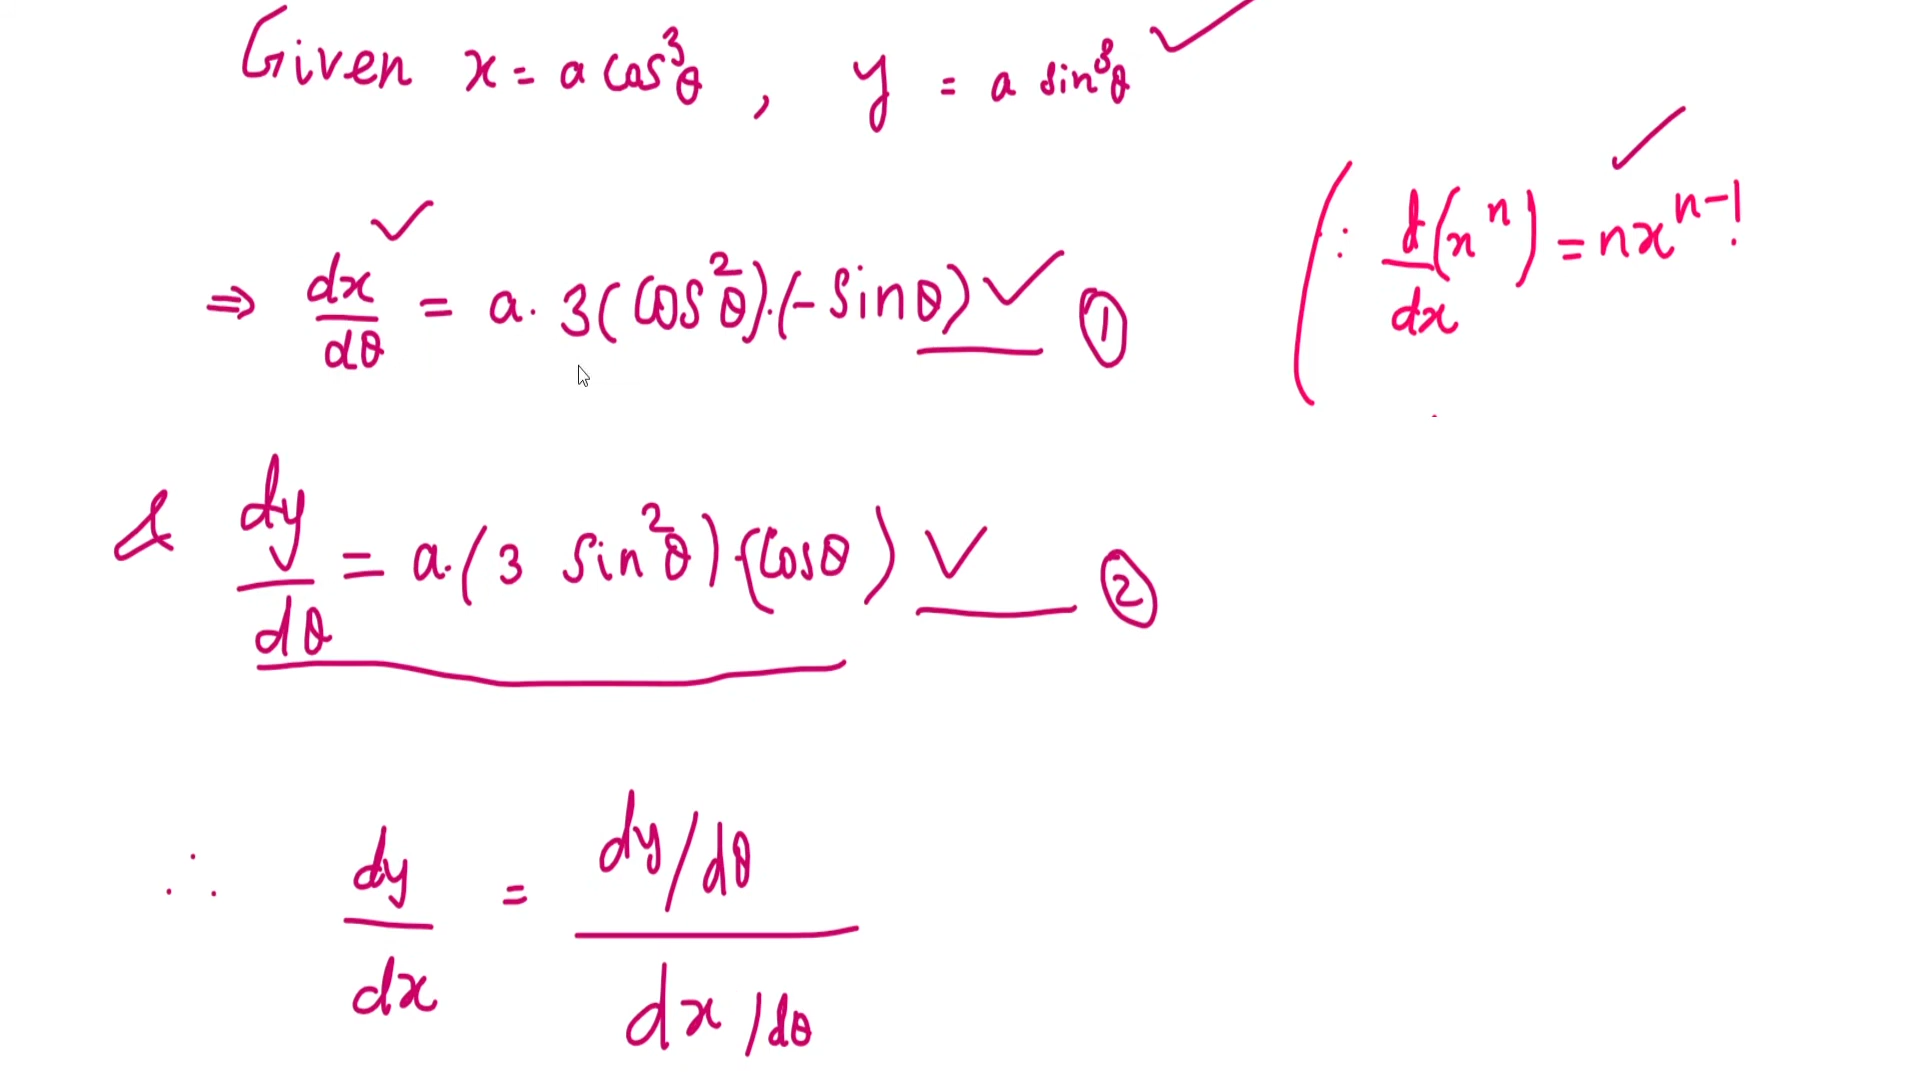 Given x = a cos³θ , y = a sin³θ ✓
⇒ dx/dθ = a. 3(cos²θ).(-sinθ) ✓ ①
(∵ d/dx (xⁿ) = nxⁿ⁻¹.
& dy/dθ = a.(3 sin²θ).(cosθ) ✓ ②
∴ dy/dx = (dy/dθ)/(dx/dθ)